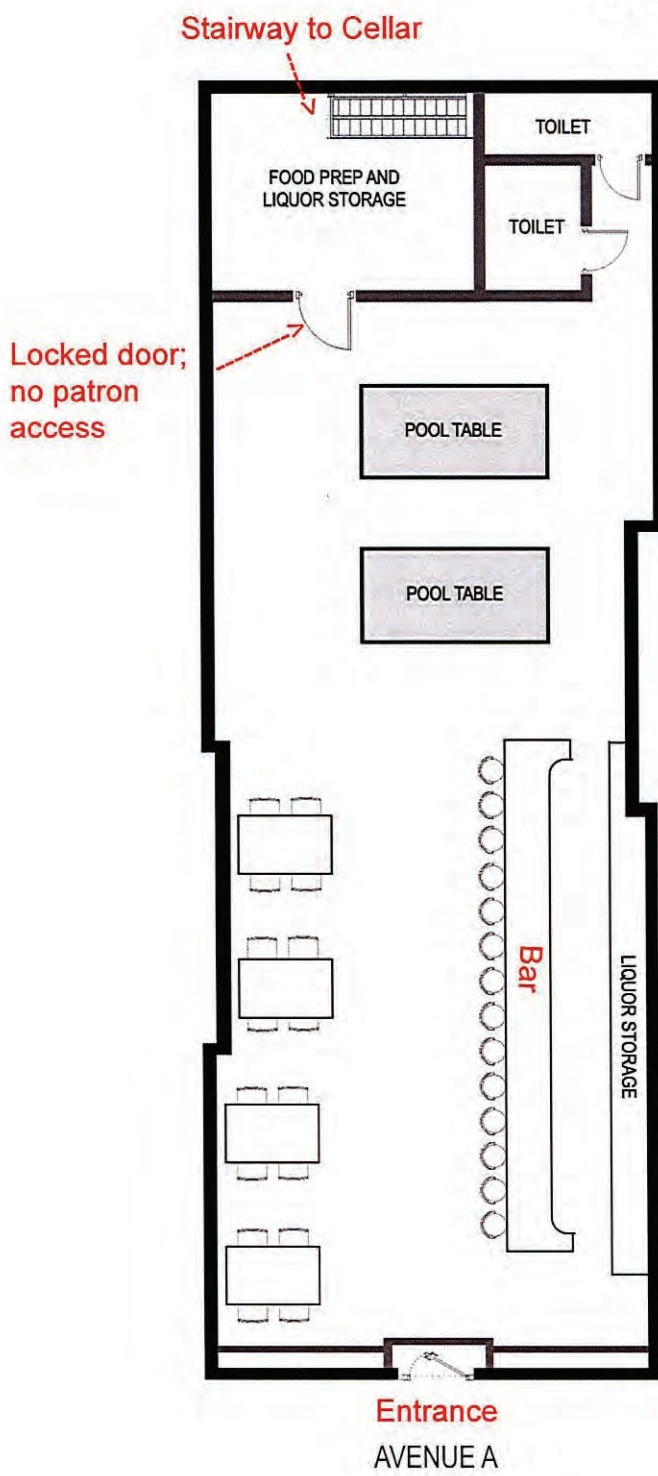 Stairway to Cellar
TOILET
FOOD PREP AND
LIQUOR STORAGE
TOILET
Locked door;
no patron
access
POOL TABLE
POOL TABLE
Bar
LIQUOR STORAGE
Entrance
AVENUE A